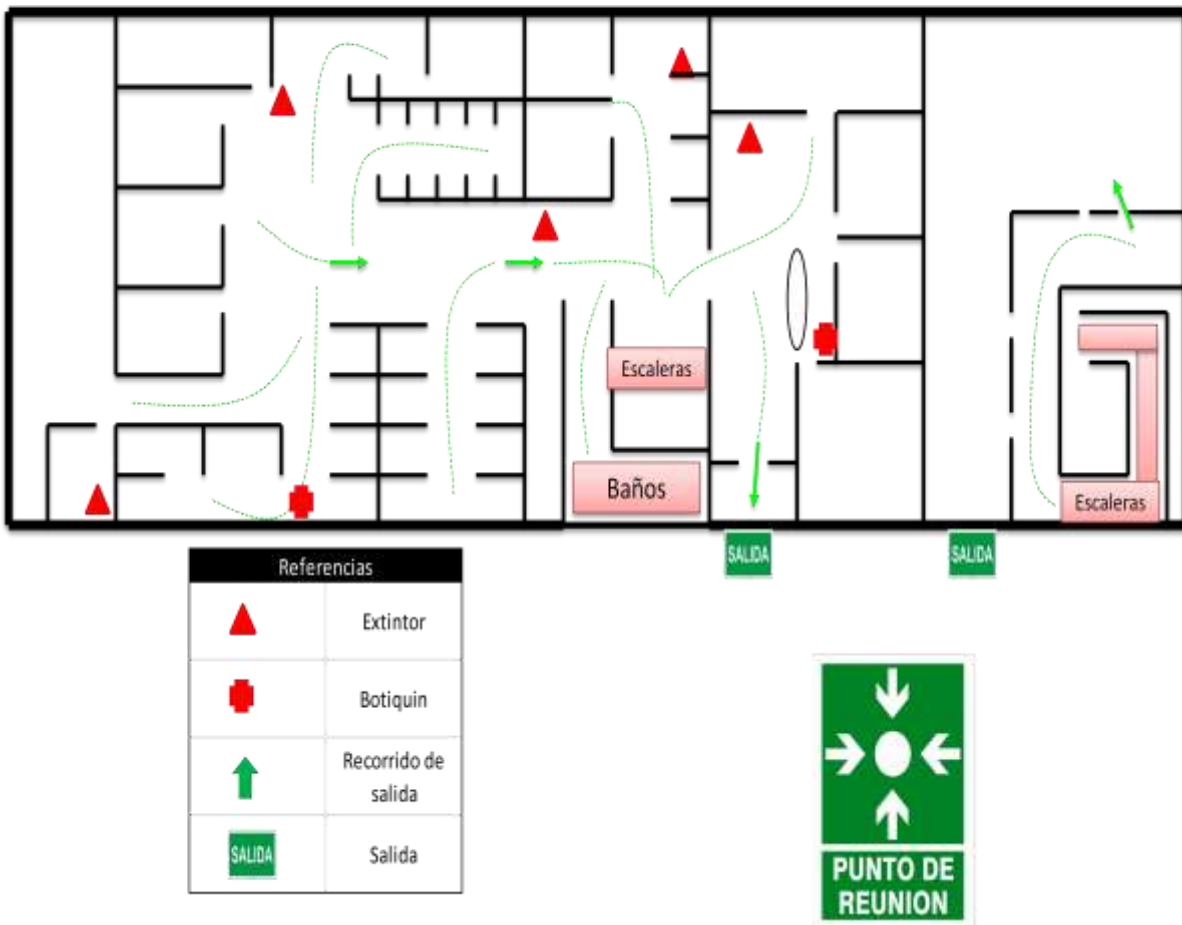 Escaleras
Baños
Escaleras
SALIDA
SALIDA
Referencias
Extintor
Botiquin
Recorrido de
salida
SALIDA
Salida
PUNTO DE
REUNION